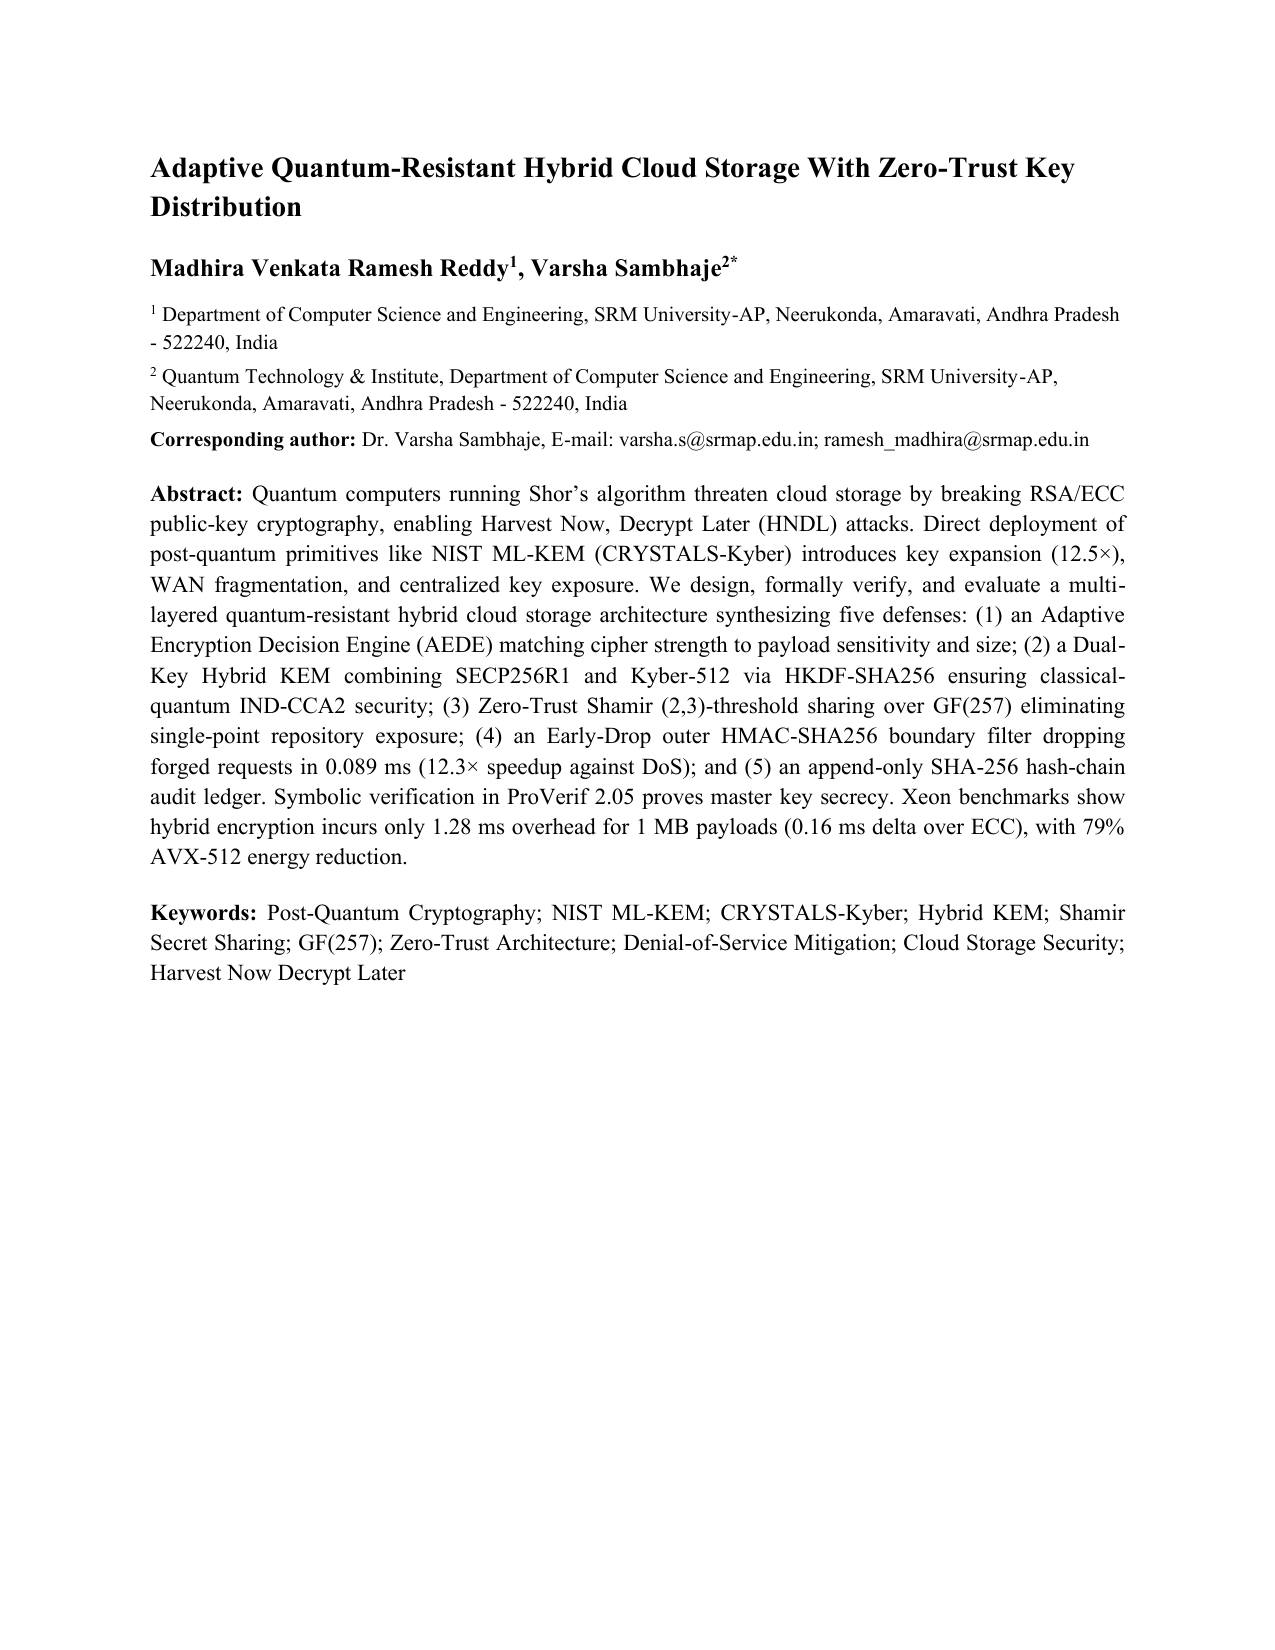 Adaptive Quantum-Resistant Hybrid Cloud Storage With Zero-Trust Key
Distribution
Madhira Venkata Ramesh Reddy1, Varsha Sambhaje2*
1 Department of Computer Science and Engineering, SRM University-AP, Neerukonda, Amaravati, Andhra Pradesh
- 522240, India
2 Quantum Technology & Institute, Department of Computer Science and Engineering, SRM University-AP,
Neerukonda, Amaravati, Andhra Pradesh - 522240, India
Corresponding author: Dr. Varsha Sambhaje, E-mail: varsha.s@srmap.edu.in; ramesh_madhira@srmap.edu.in
Abstract: Quantum computers running Shor’s algorithm threaten cloud storage by breaking RSA/ECC
public-key cryptography, enabling Harvest Now, Decrypt Later (HNDL) attacks. Direct deployment of
post-quantum primitives like NIST ML-KEM (CRYSTALS-Kyber) introduces key expansion (12.5×),
WAN fragmentation, and centralized key exposure. We design, formally verify, and evaluate a multi-
layered quantum-resistant hybrid cloud storage architecture synthesizing five defenses: (1) an Adaptive
Encryption Decision Engine (AEDE) matching cipher strength to payload sensitivity and size; (2) a Dual-
Key Hybrid KEM combining SECP256R1 and Kyber-512 via HKDF-SHA256 ensuring classical-
quantum IND-CCA2 security; (3) Zero-Trust Shamir (2,3)-threshold sharing over GF(257) eliminating
single-point repository exposure; (4) an Early-Drop outer HMAC-SHA256 boundary filter dropping
forged requests in 0.089 ms (12.3× speedup against DoS); and (5) an append-only SHA-256 hash-chain
audit ledger. Symbolic verification in ProVerif 2.05 proves master key secrecy. Xeon benchmarks show
hybrid encryption incurs only 1.28 ms overhead for 1 MB payloads (0.16 ms delta over ECC), with 79%
AVX-512 energy reduction.
Keywords: Post-Quantum Cryptography; NIST ML-KEM; CRYSTALS-Kyber; Hybrid KEM; Shamir
Secret Sharing; GF(257); Zero-Trust Architecture; Denial-of-Service Mitigation; Cloud Storage Security;
Harvest Now Decrypt Later